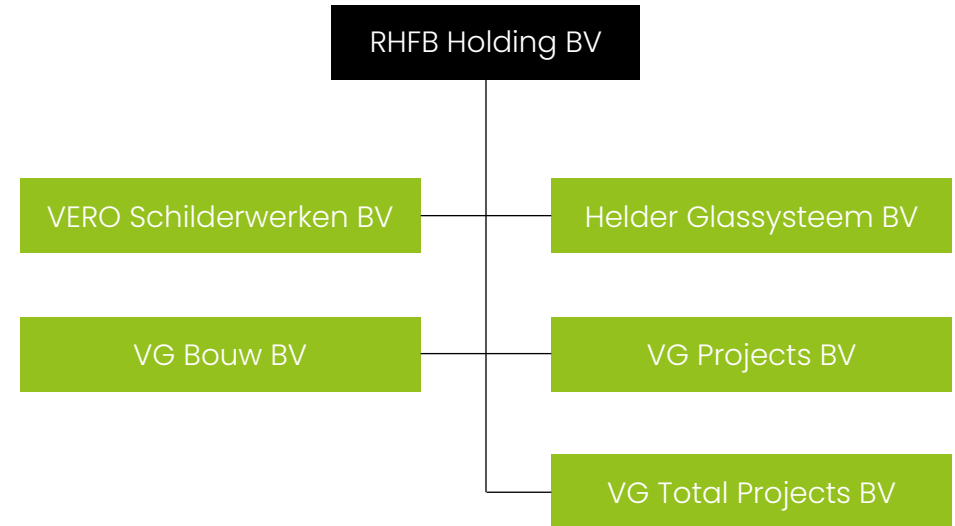 RHFB Holding BV
VERO Schilderwerken BV
Helder Glassysteem BV
VG Bouw BV
VG Projects BV
VG Total Projects BV